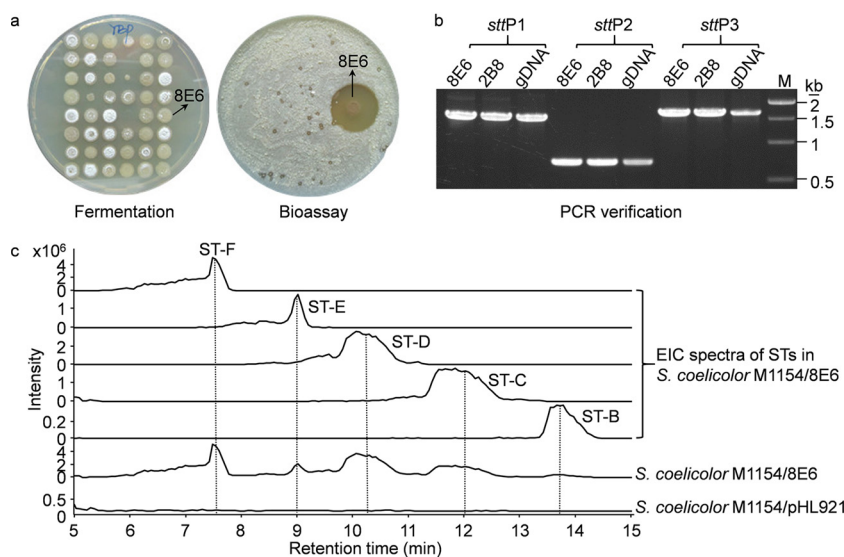 a
YBP
8E6
8E6
Fermentation
Bioassay
b
sttP1
sttP2
sttP3
8E6
2B8
gDNA
8E6
2B8
gDNA
8E6
2B8
gDNA
M
kb
2
1.5
1
0.5
PCR verification
c
x10⁶
ST-F
4
2
0
ST-E
1
0
ST-D
2
0
ST-C
1
0
ST-B
0.2
0
EIC spectra of STs in
S. coelicolor M1154/8E6
4
2
0
S. coelicolor M1154/8E6
0.5
0
S. coelicolor M1154/pHL921
Intensity
5 6 7 8 9 10 11 12 13 14 15
Retention time (min)